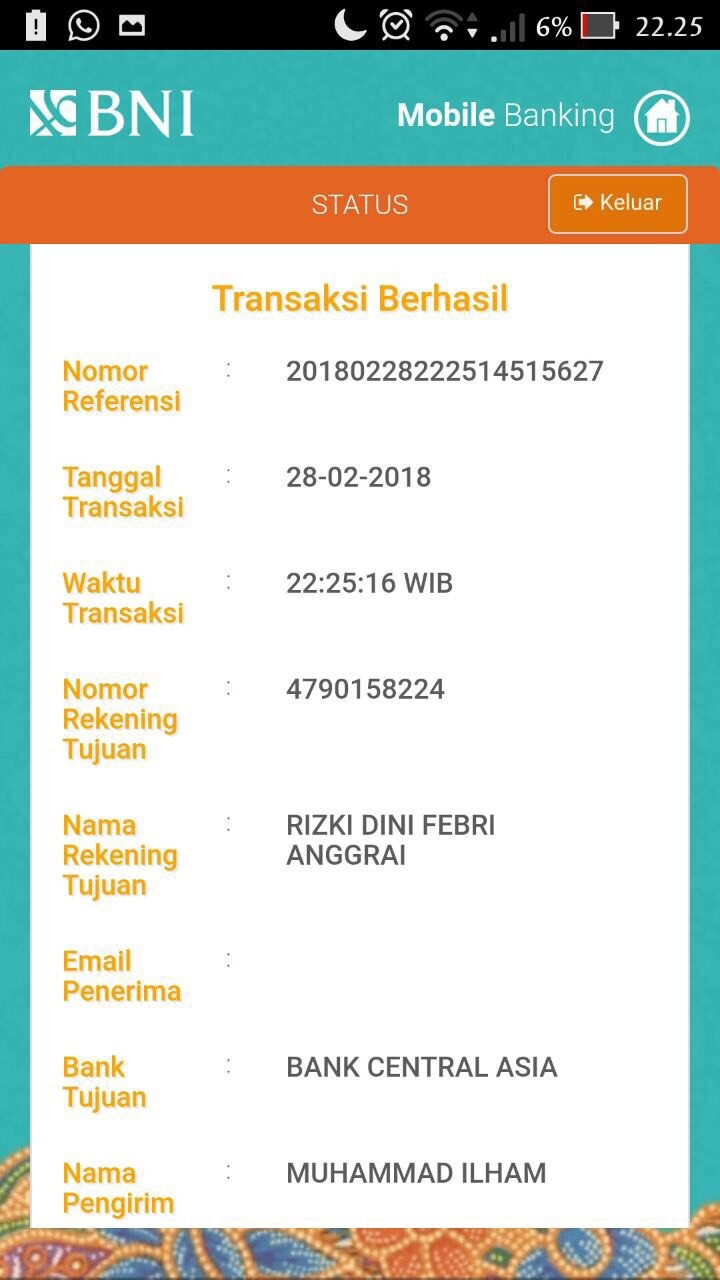 6% 22.25
BNI
Mobile Banking
STATUS
Keluar
Transaksi Berhasil
Nomor Referensi : 20180228222514515627
Tanggal Transaksi : 28-02-2018
Waktu Transaksi : 22:25:16 WIB
Nomor Rekening Tujuan : 4790158224
Nama Rekening Tujuan : RIZKI DINI FEBRI ANGGRAI
Email Penerima :
Bank Tujuan : BANK CENTRAL ASIA
Nama Pengirim : MUHAMMAD ILHAM